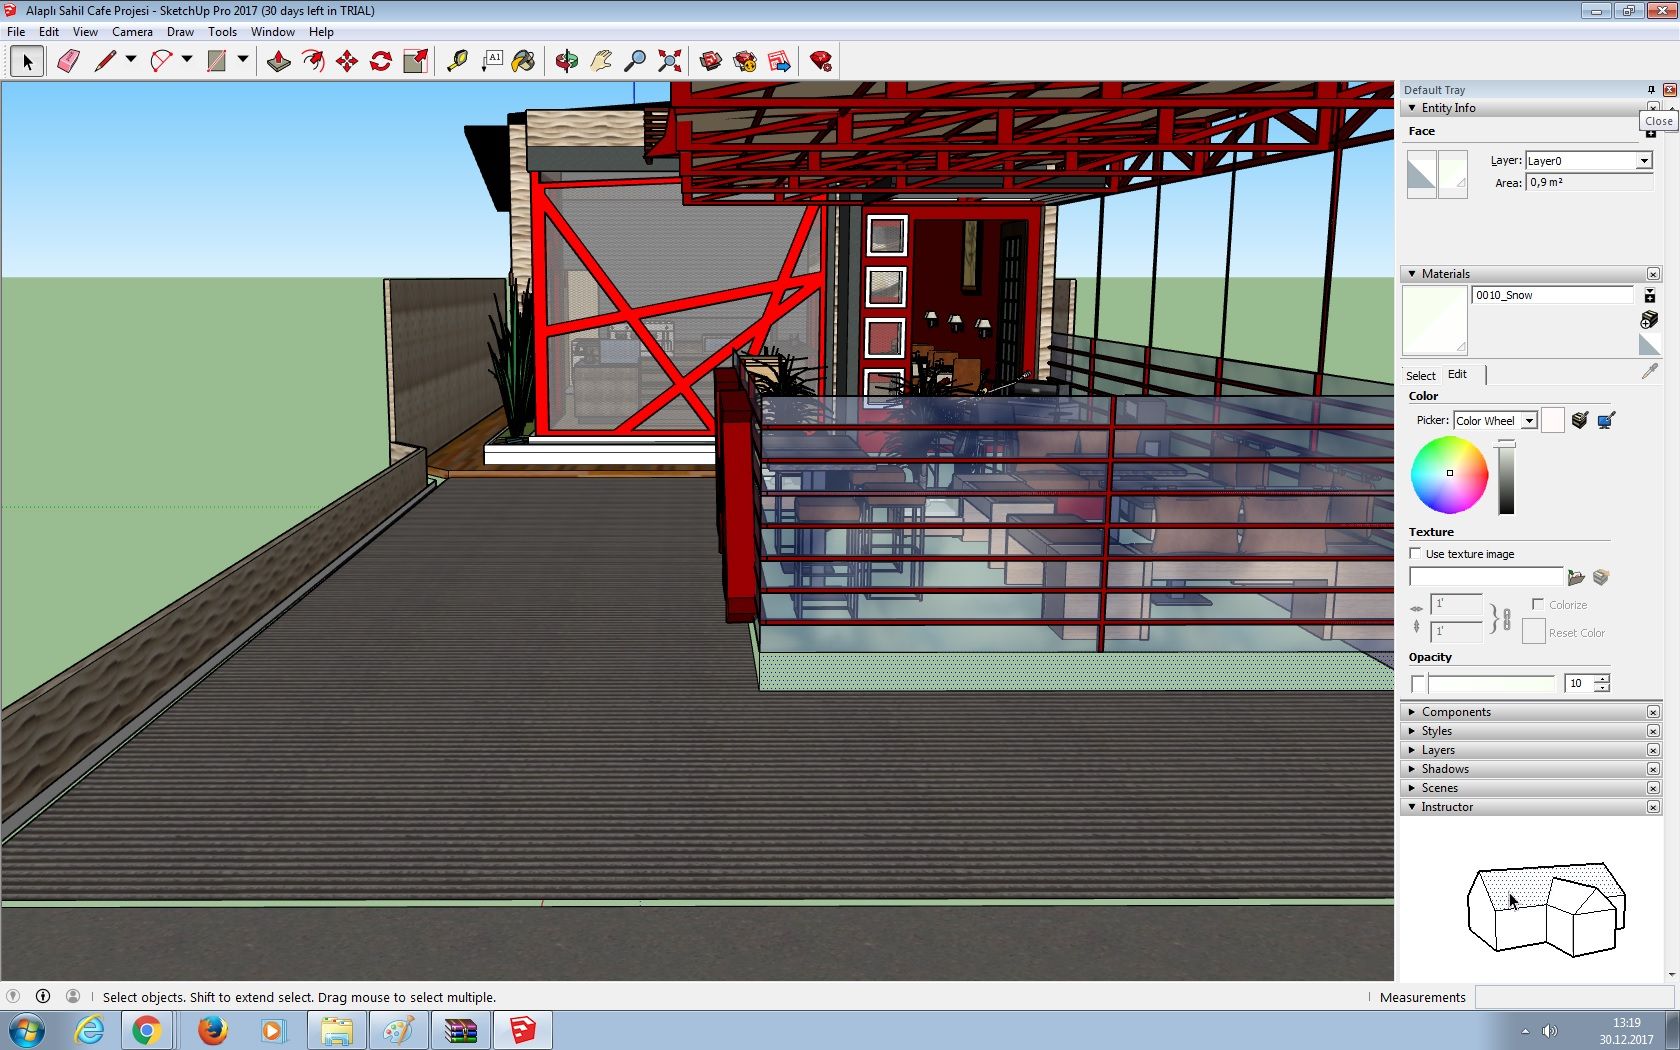 Alaplı Sahil Cafe Projesi - SketchUp Pro 2017 (30 days left in TRIAL)
File Edit View Camera Draw Tools Window Help
A1
Default Tray
Entity Info
Close
Face
Layer: Layer0
Area: 0,9 m²
Materials
0010_Snow
Select Edit
Color
Picker: Color Wheel
Texture
Use texture image
1'
Colorize
1'
Reset Color
Opacity
10
Components
Styles
Layers
Shadows
Scenes
Instructor
Select objects. Shift to extend select. Drag mouse to select multiple.
Measurements
13:19
30.12.2017